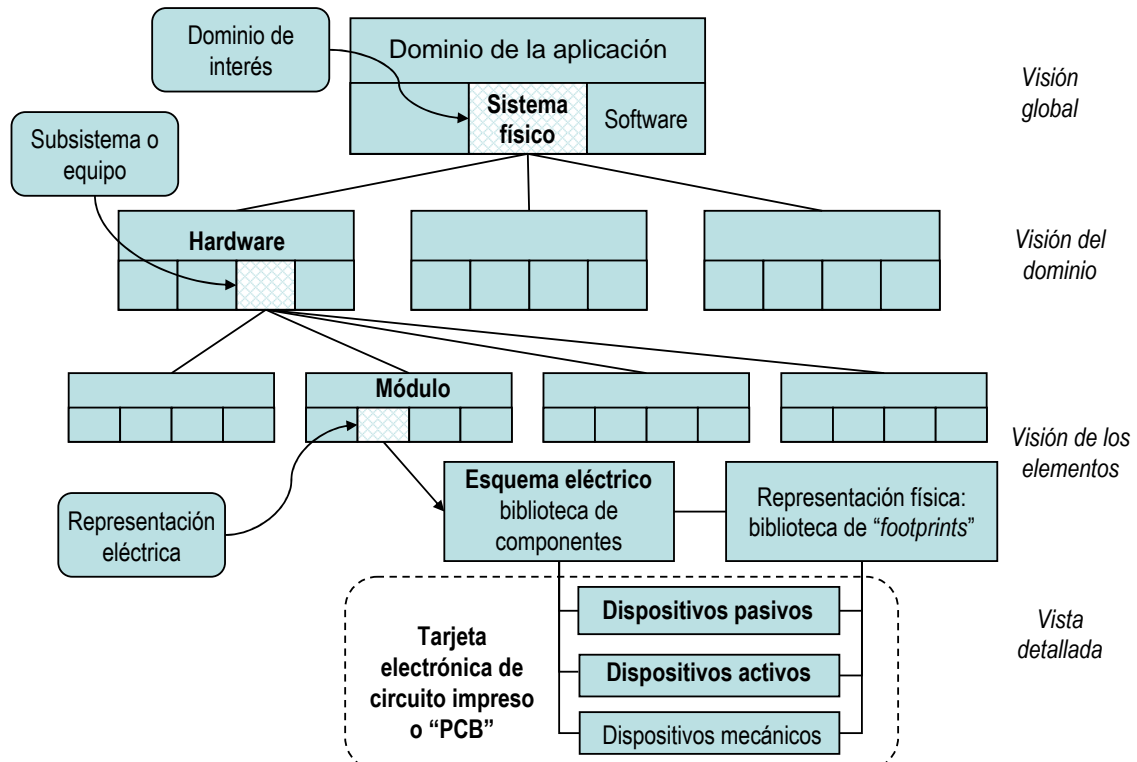 Dominio de
interés
Dominio de la aplicación
Sistema
físico
Software
Visión
global
Subsistema o
equipo
Hardware
Visión del
dominio
Módulo
Visión de los
elementos
Representación
eléctrica
Esquema eléctrico
biblioteca de
componentes
Representación física:
biblioteca de “footprints”
Tarjeta
electrónica de
circuito impreso
o “PCB”
Dispositivos pasivos
Dispositivos activos
Dispositivos mecánicos
Vista
detallada